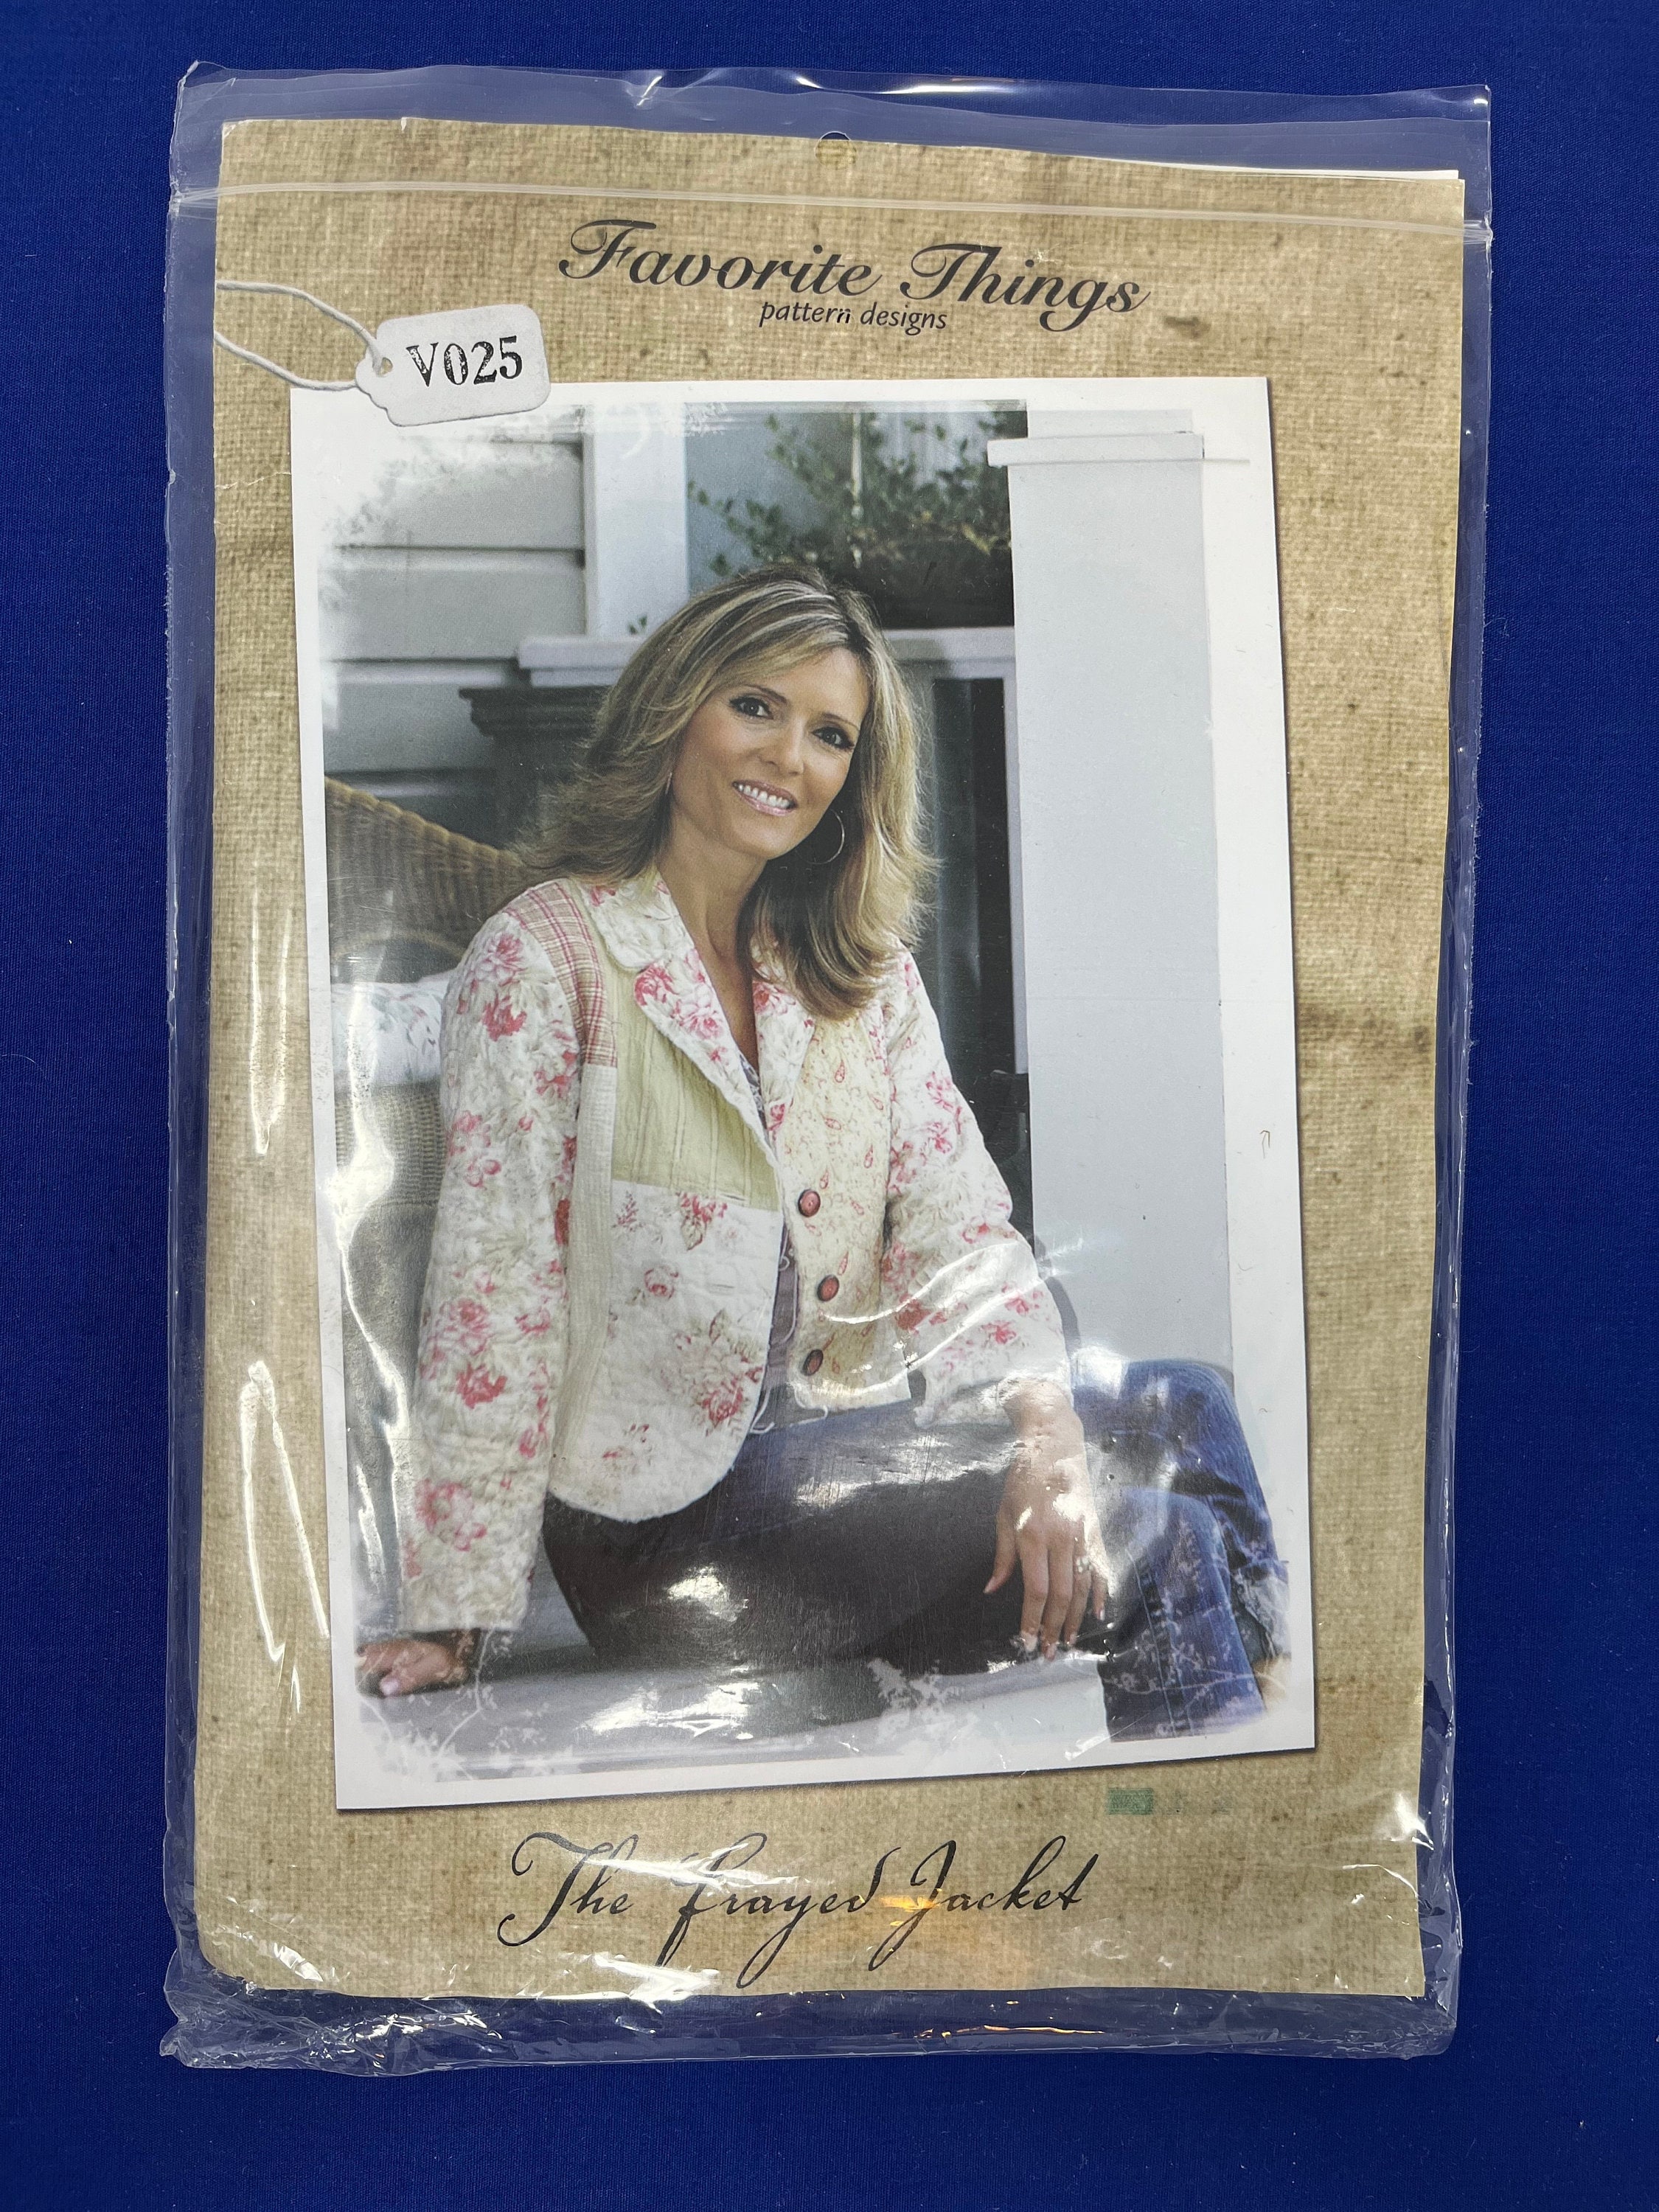 Favorite Things
pattern designs
V025
The Frayed Jacket